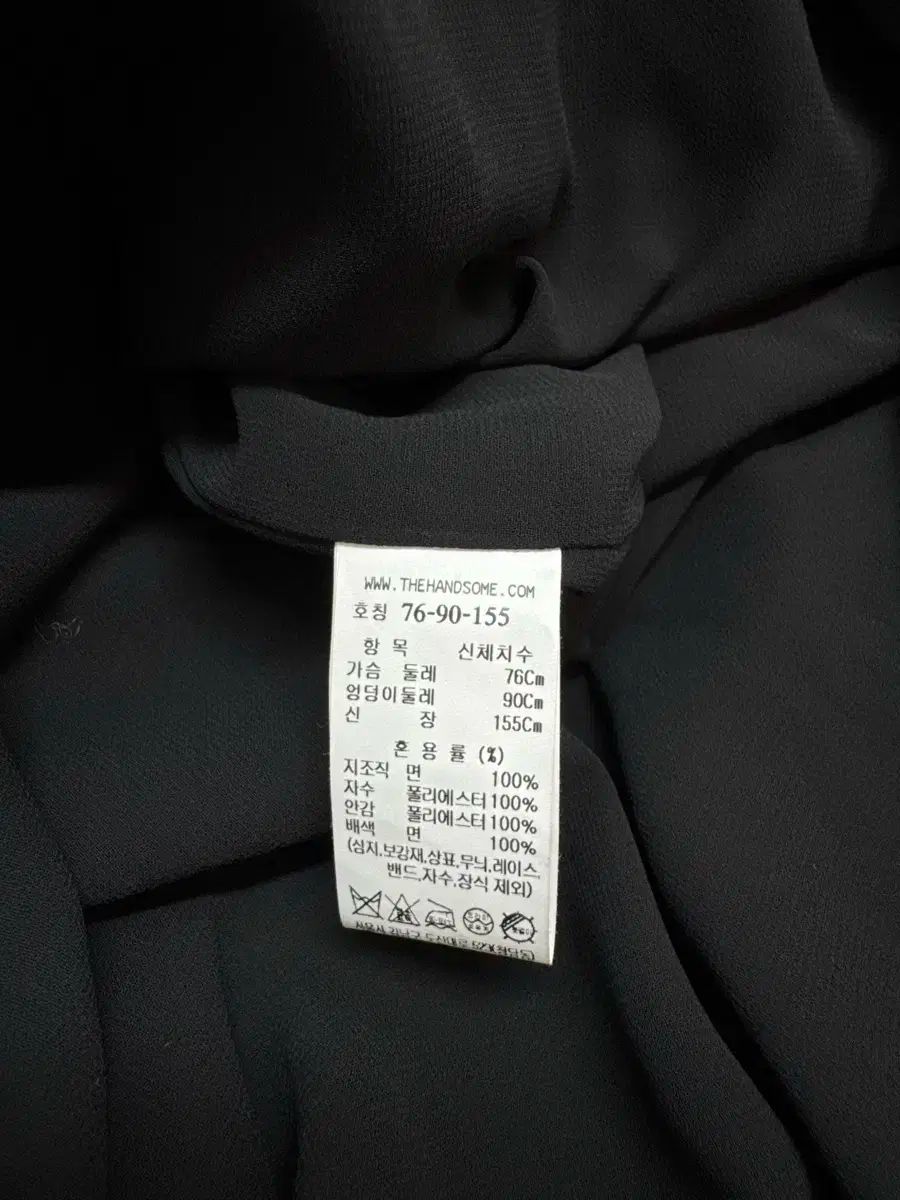 WWW.THEHANDSOME.COM
호칭 76-90-155
항 목 신체치수
가슴 둘레 76Cm
엉덩이둘레 90Cm
신 장 155Cm
혼 용 률 (%)
지조직 면 100%
자수 폴리에스터 100%
안감 폴리에스터 100%
배색 면 100%
(심지,보강재,상표,무늬,레이스,
밴드,자수,장식 제외)